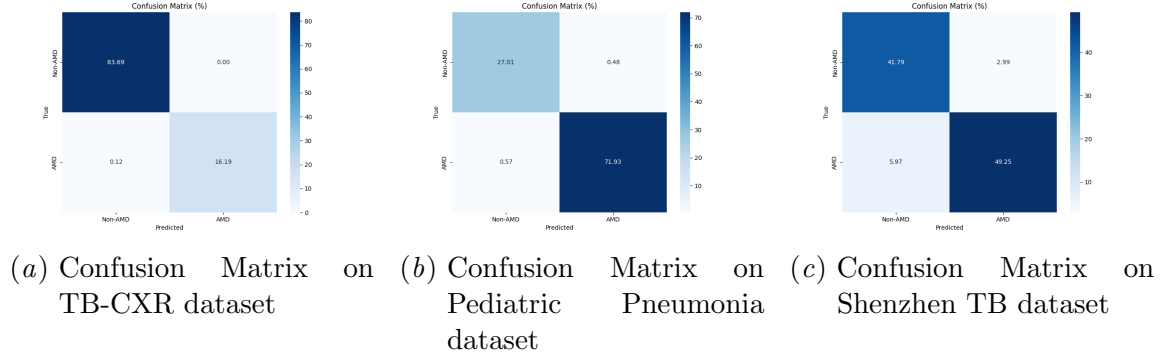 Confusion Matrix (%)
Non-AMD
83.69
0.00
True
AMD
0.12
16.19
Non-AMD
AMD
Predicted
80
70
60
50
40
30
20
10
0
Confusion Matrix (%)
Non-AMD
27.01
0.48
True
AMD
0.57
71.93
Non-AMD
AMD
Predicted
70
60
50
40
30
20
10
Confusion Matrix (%)
Non-AMD
41.79
2.99
True
AMD
5.97
49.25
Non-AMD
AMD
Predicted
40
30
20
10
(a) Confusion Matrix on
TB-CXR dataset
(b) Confusion Matrix on
Pediatric Pneumonia
dataset
(c) Confusion Matrix on
Shenzhen TB dataset